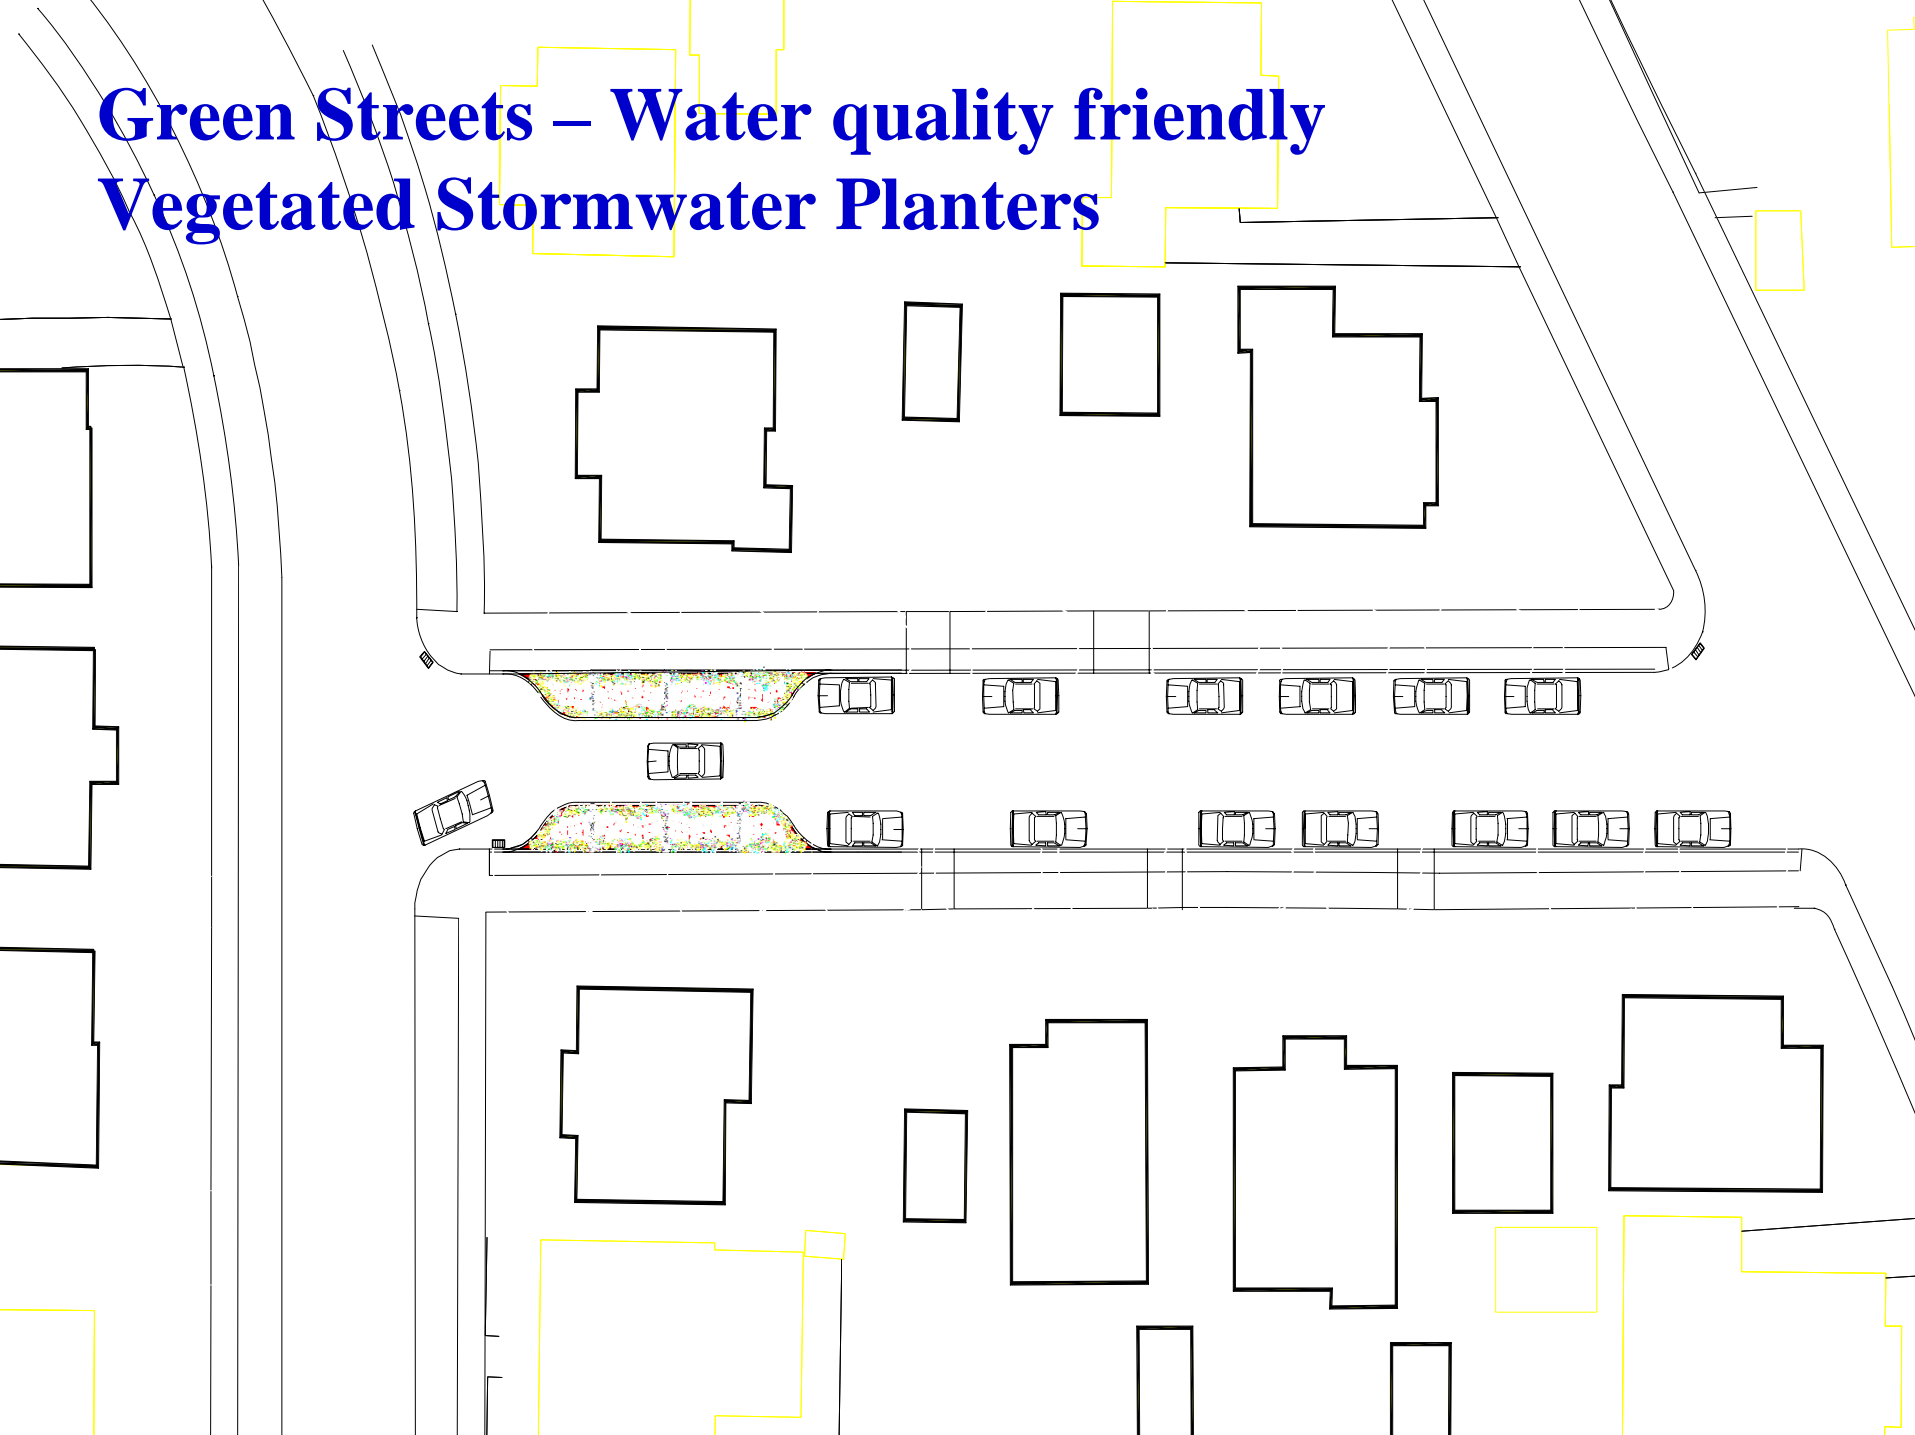 Green Streets – Water quality friendly
Vegetated Stormwater Planters